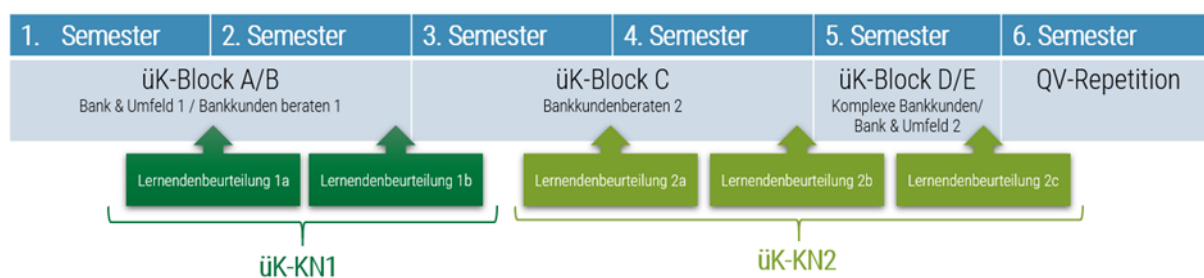 1. Semester
2. Semester
3. Semester
4. Semester
5. Semester
6. Semester
üK-Block A/B
Bank & Umfeld 1 / Bankkunden beraten 1
üK-Block C
Bankkundenberaten 2
üK-Block D/E
Komplexe Bankkunden/
Bank & Umfeld 2
QV-Repetition
Lernendenbeurteilung 1a
Lernendenbeurteilung 1b
Lernendenbeurteilung 2a
Lernendenbeurteilung 2b
Lernendenbeurteilung 2c
üK-KN1
üK-KN2